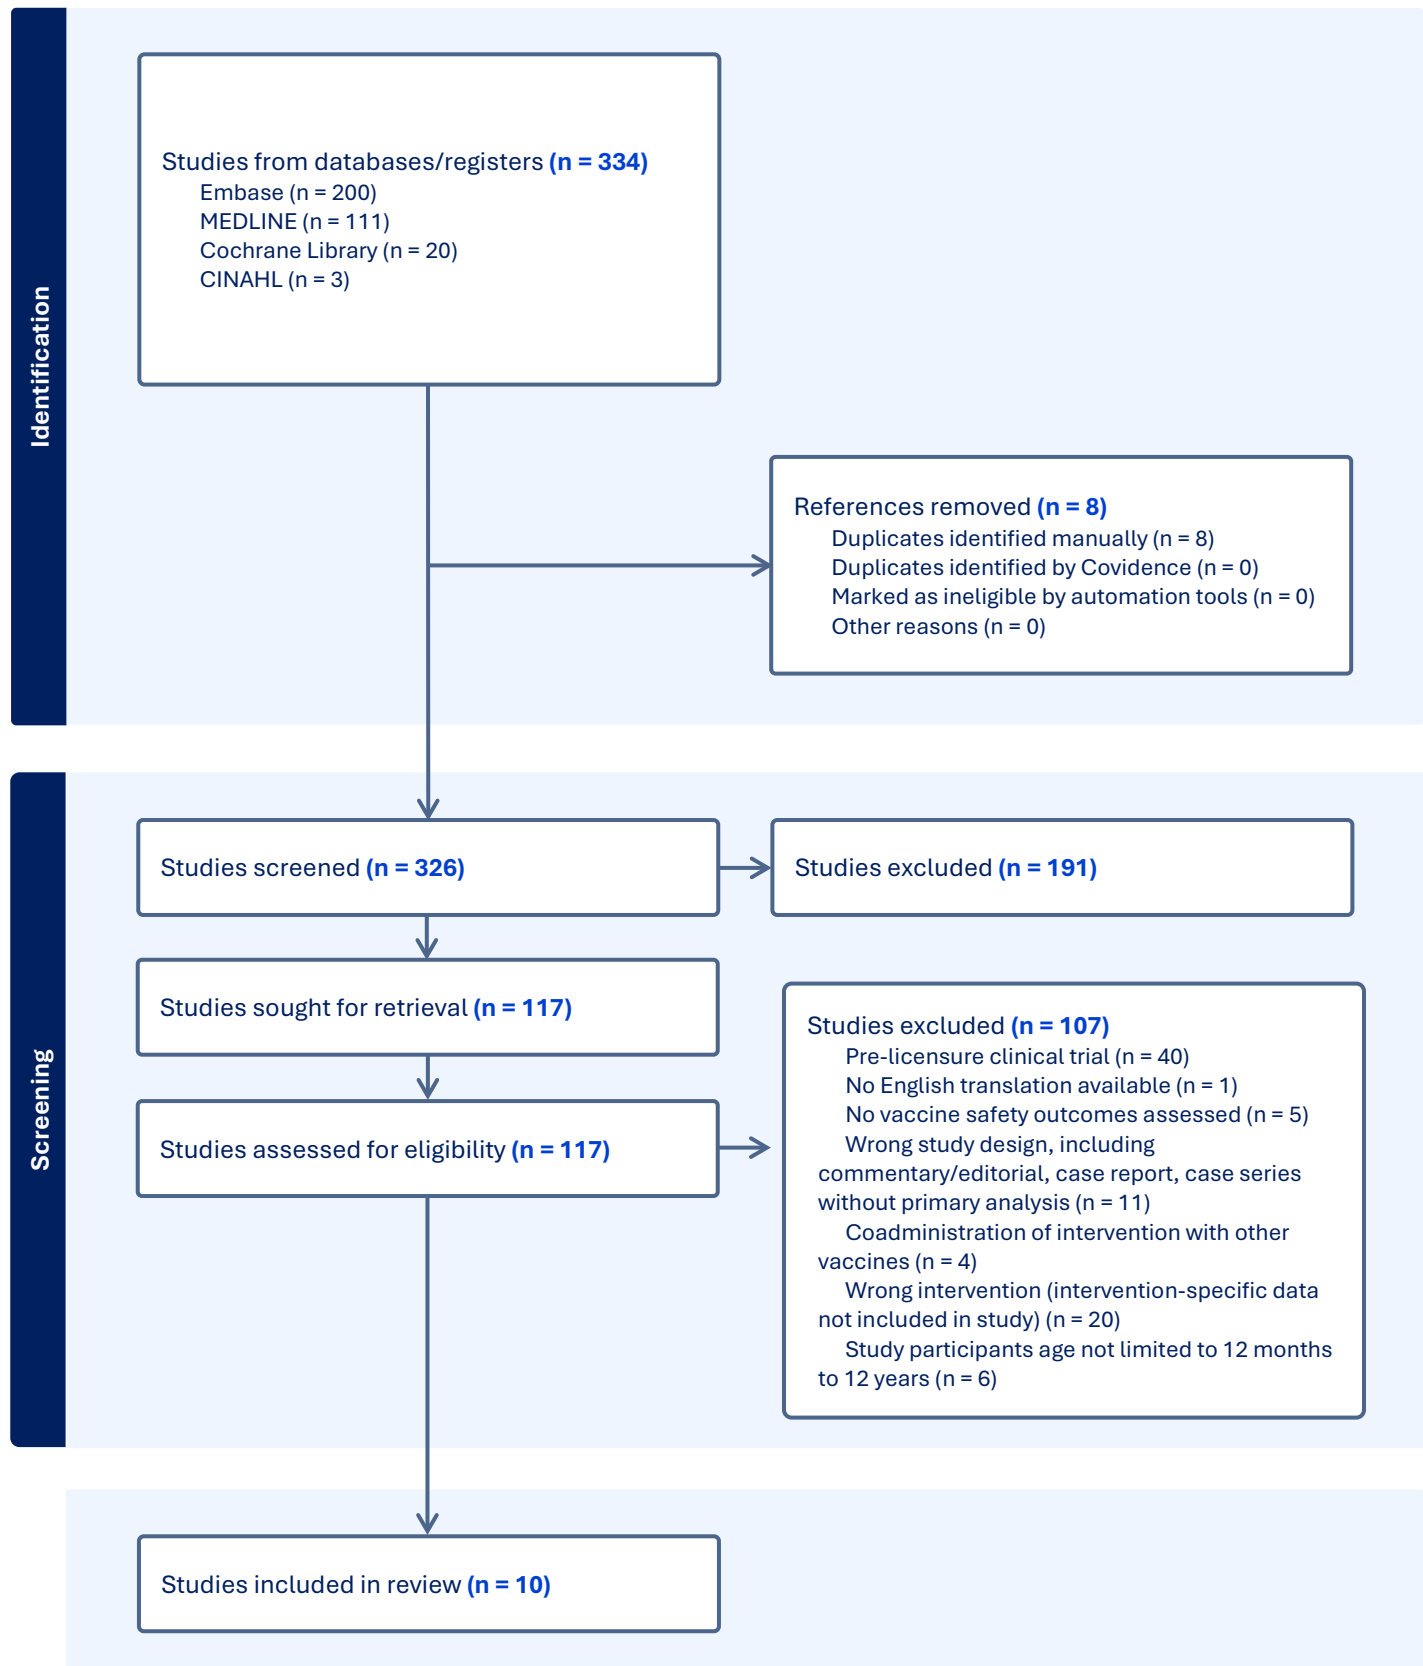 Identification
Studies from databases/registers (n = 334)
Embase (n = 200)
MEDLINE (n = 111)
Cochrane Library (n = 20)
CINAHL (n = 3)
References removed (n = 8)
Duplicates identified manually (n = 8)
Duplicates identified by Covidence (n = 0)
Marked as ineligible by automation tools (n = 0)
Other reasons (n = 0)
Screening
Studies screened (n = 326)
Studies excluded (n = 191)
Studies sought for retrieval (n = 117)
Studies assessed for eligibility (n = 117)
Studies excluded (n = 107)
Pre-licensure clinical trial (n = 40)
No English translation available (n = 1)
No vaccine safety outcomes assessed (n = 5)
Wrong study design, including
commentary/editorial, case report, case series
without primary analysis (n = 11)
Coadministration of intervention with other
vaccines (n = 4)
Wrong intervention (intervention-specific data
not included in study) (n = 20)
Study participants age not limited to 12 months
to 12 years (n = 6)
Studies included in review (n = 10)